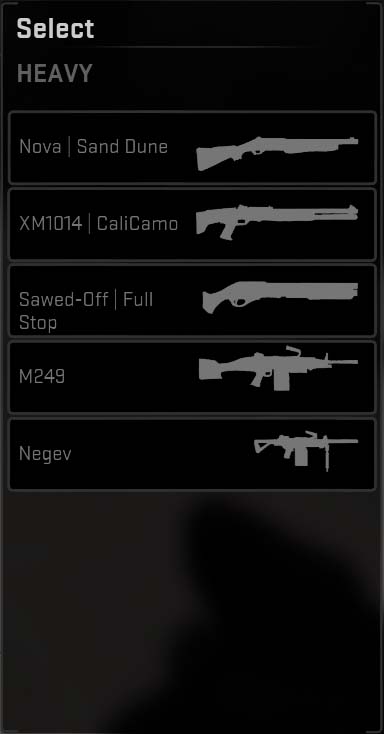 Select
HEAVY
Nova | Sand Dune
XM1014 | CaliCamo
Sawed-Off | Full
Stop
M249
Negev